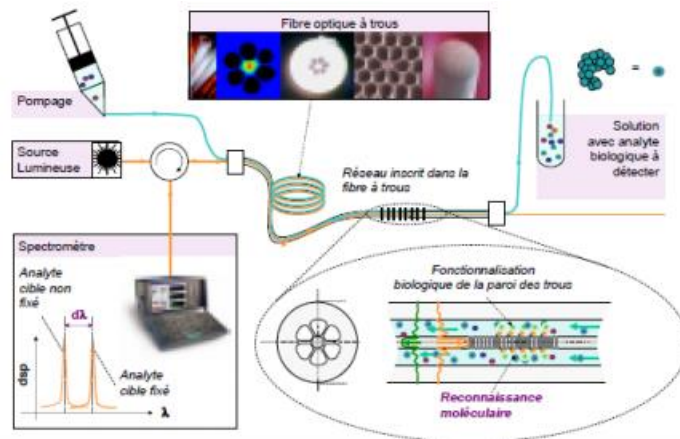 Fibre optique à trous
Pompage
Source
Lumineuse
Réseau inscrit dans la
fibre à trous
=
Solution
avec analyte
biologique à
détecter
Spectromètre
Analyte
cible non
fixé
dλ
dsp
Analyte
cible fixé
λ
Fonctionnalisation
biologique de la paroi des trous
Reconnaissance
moléculaire